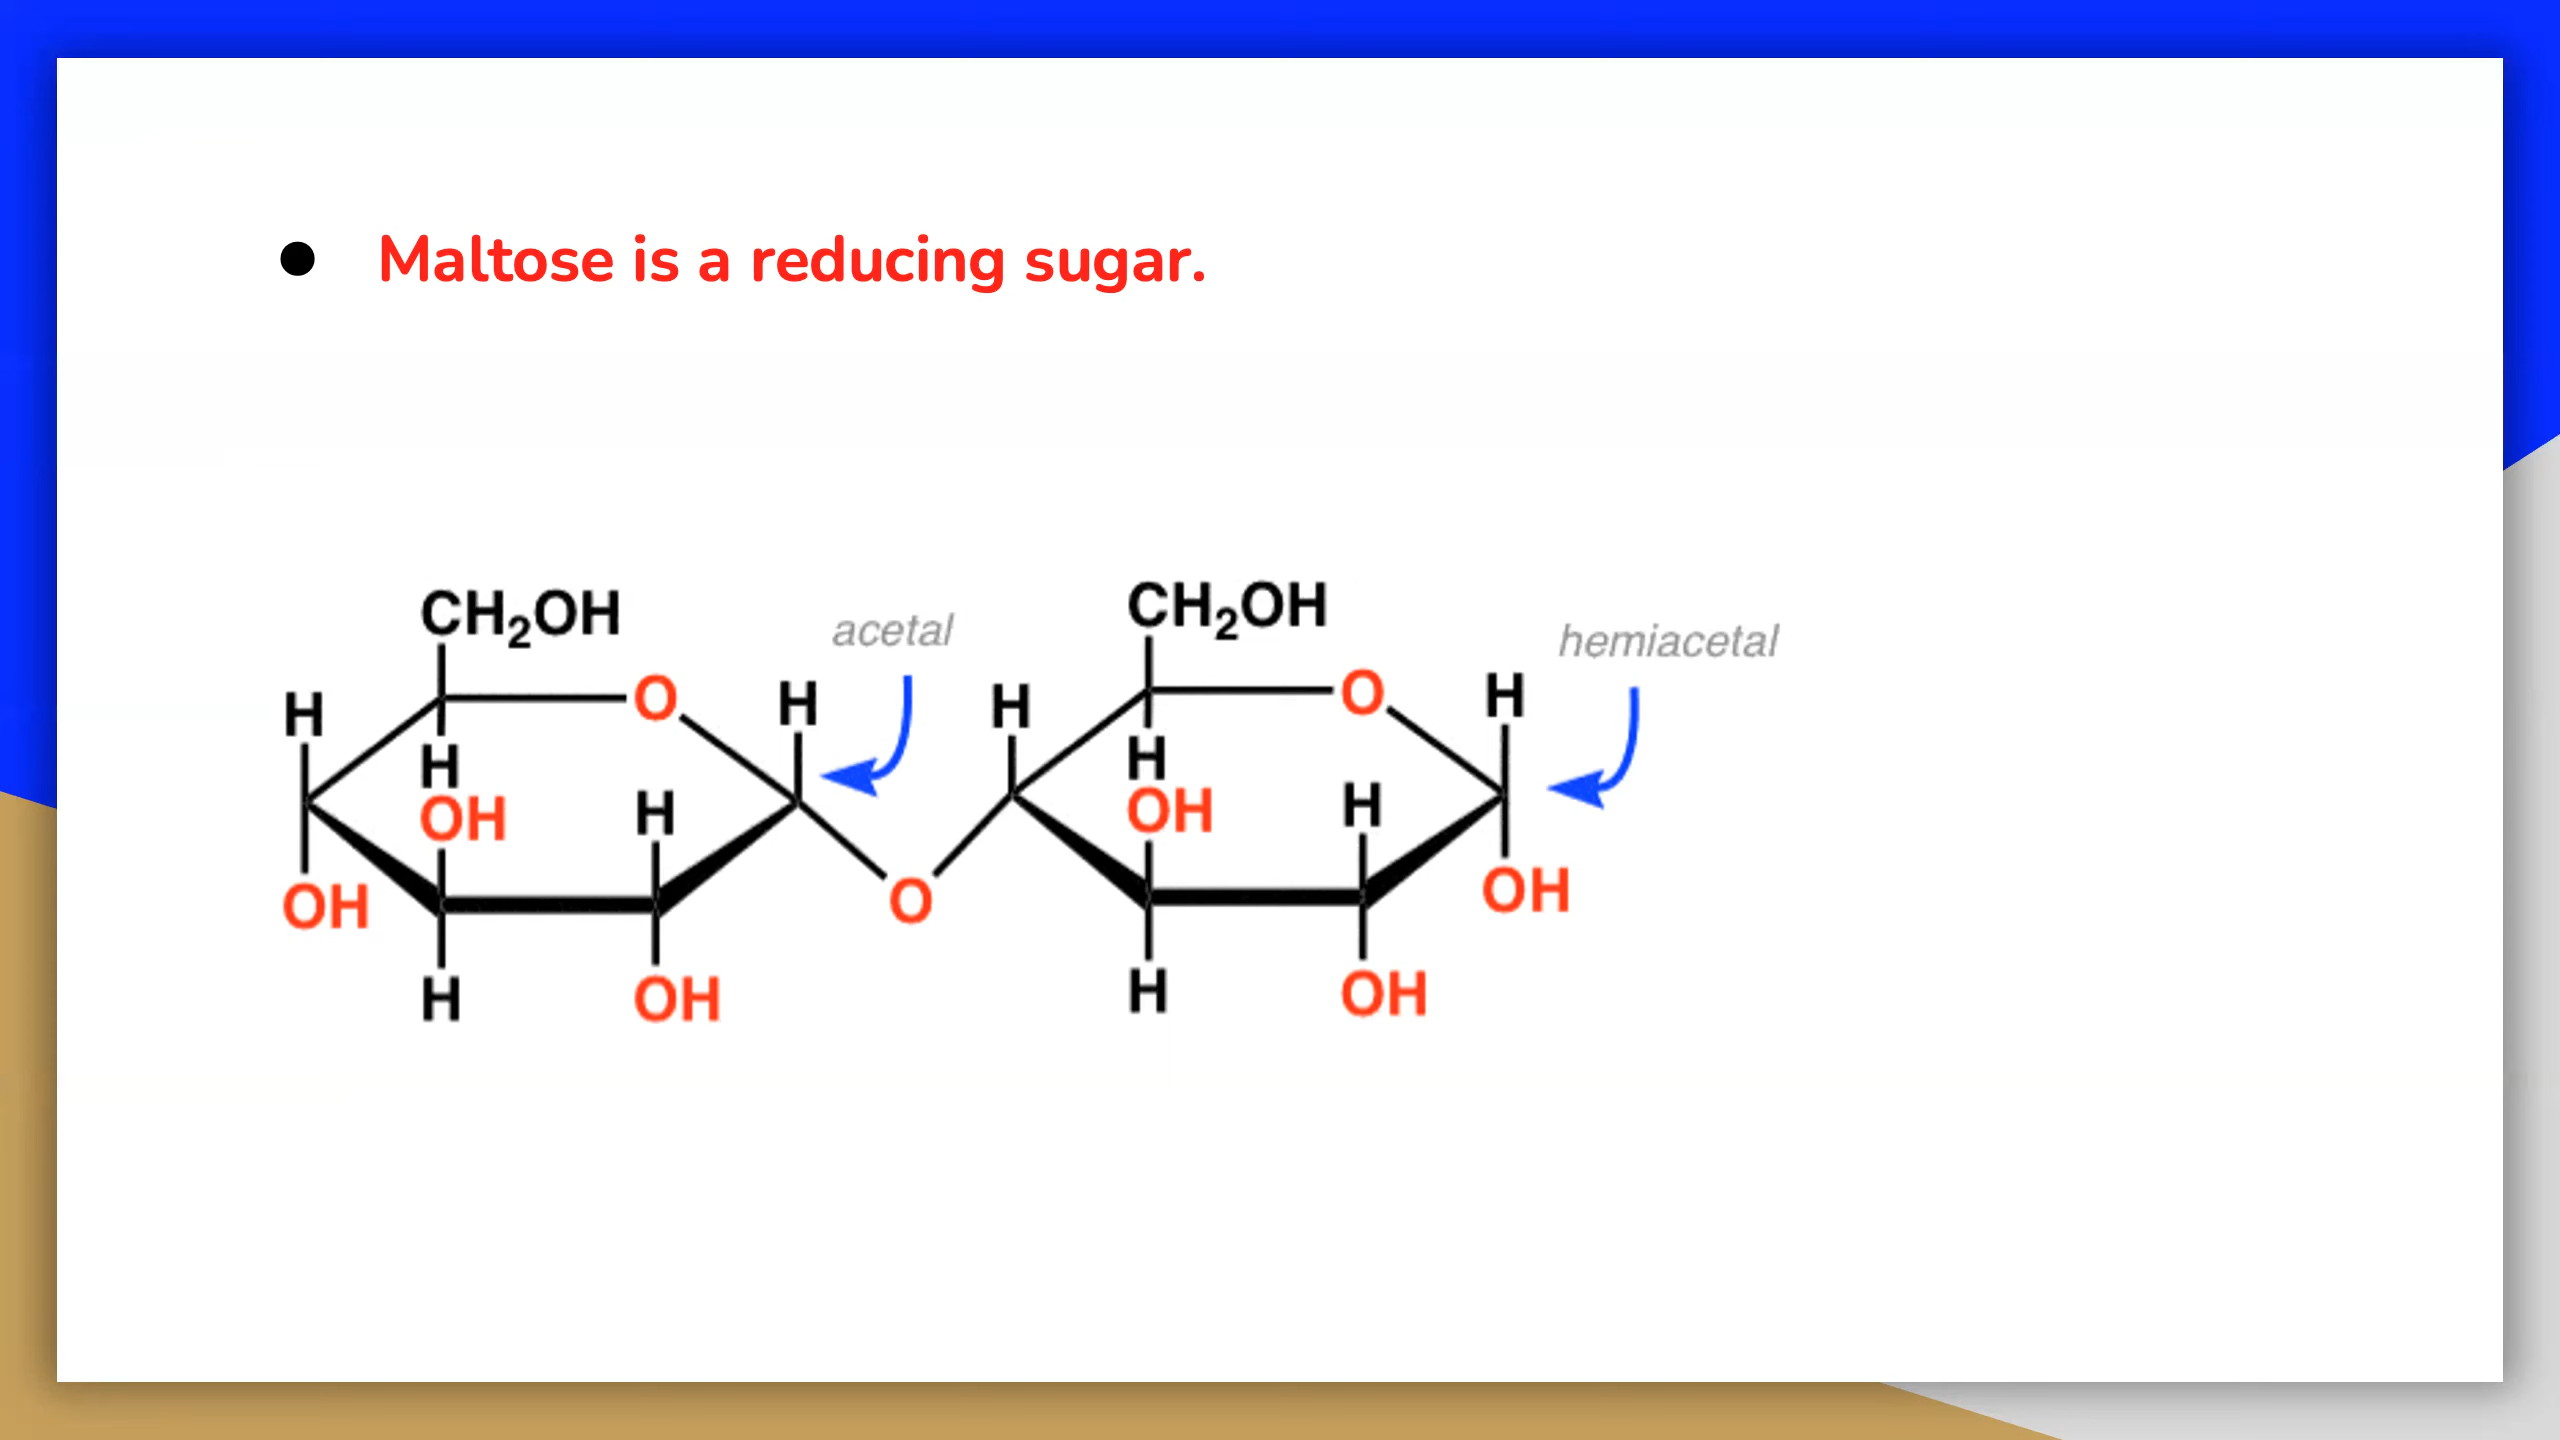 ● Maltose is a reducing sugar.
CH₂OH CH₂OH
acetal hemiacetal
H O H H O H
H H
OH H OH H
OH O OH
H OH H OH